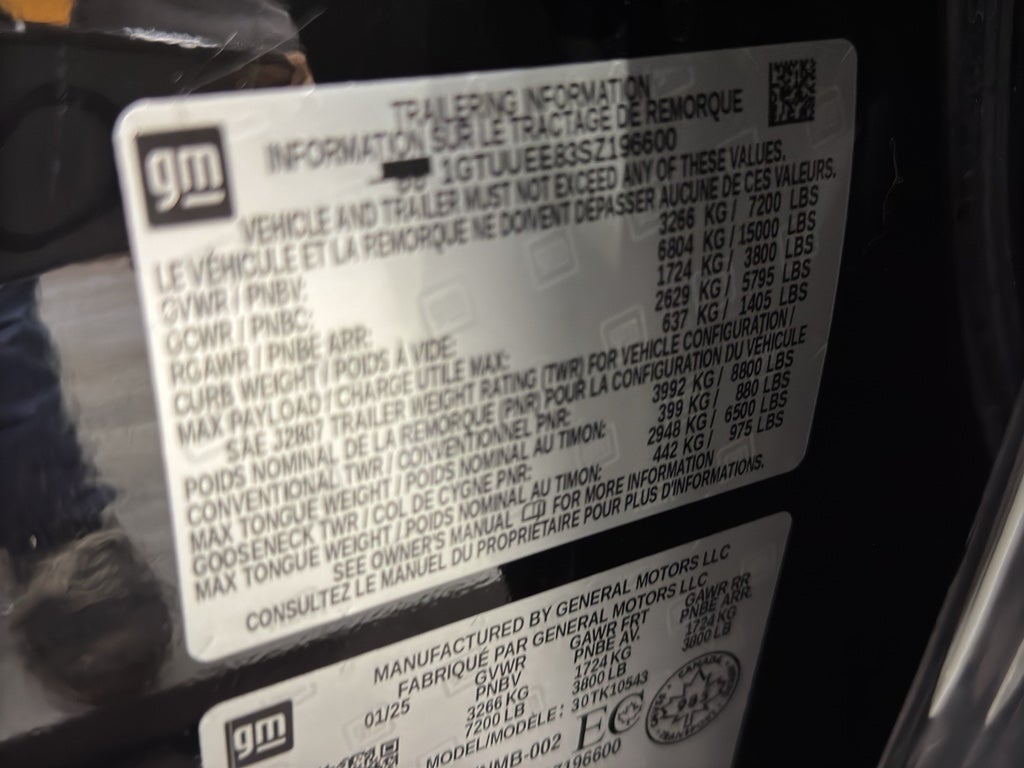 gm
TRAILERING INFORMATION
INFORMATION SUR LE TRACTAGE DE REMORQUE
1GTUUEE83SZ196600
VEHICLE AND TRAILER MUST NOT EXCEED ANY OF THESE VALUES.
LE VÉHICULE ET LA REMORQUE NE DOIVENT DÉPASSER AUCUNE DE CES VALEURS.
GVWR / PNBV: 3266 KG / 7200 LBS
GCWR / PNBC: 6804 KG / 15000 LBS
RGAWR / PNBE ARR: 1724 KG / 3800 LBS
CURB WEIGHT / POIDS À VIDE: 2629 KG / 5795 LBS
MAX PAYLOAD / CHARGE UTILE MAX: 637 KG / 1405 LBS
SAE J2807 TRAILER WEIGHT RATING (TWR) FOR VEHICLE CONFIGURATION /
POIDS NOMINAL DE LA REMORQUE (PNR) POUR LA CONFIGURATION DU VÉHICULE
CONVENTIONAL TWR / CONVENTIONNEL PNR: 3992 KG / 8800 LBS
MAX TONGUE WEIGHT / POIDS NOMINAL AU TIMON: 399 KG / 880 LBS
GOOSENECK TWR / COL DE CYGNE PNR: 2948 KG / 6500 LBS
MAX TONGUE WEIGHT / POIDS NOMINAL AU TIMON: 442 KG / 975 LBS
SEE OWNER'S MANUAL FOR MORE INFORMATION
CONSULTEZ LE MANUEL DU PROPRIÉTAIRE POUR PLUS D'INFORMATIONS.
gm
MANUFACTURED BY GENERAL MOTORS LLC
FABRIQUÉ PAR GENERAL MOTORS LLC
01/25 GVWR GAWR FRT GAWR RR
PNBV PNBE AV. PNBE ARR.
3266 KG 1724 KG 1724 KG
7200 LB 3800 LB 3800 LB
MODEL/MODÈLE: 30TK10543
NMB-002 EC CANADA TRANSPORT
Z196600